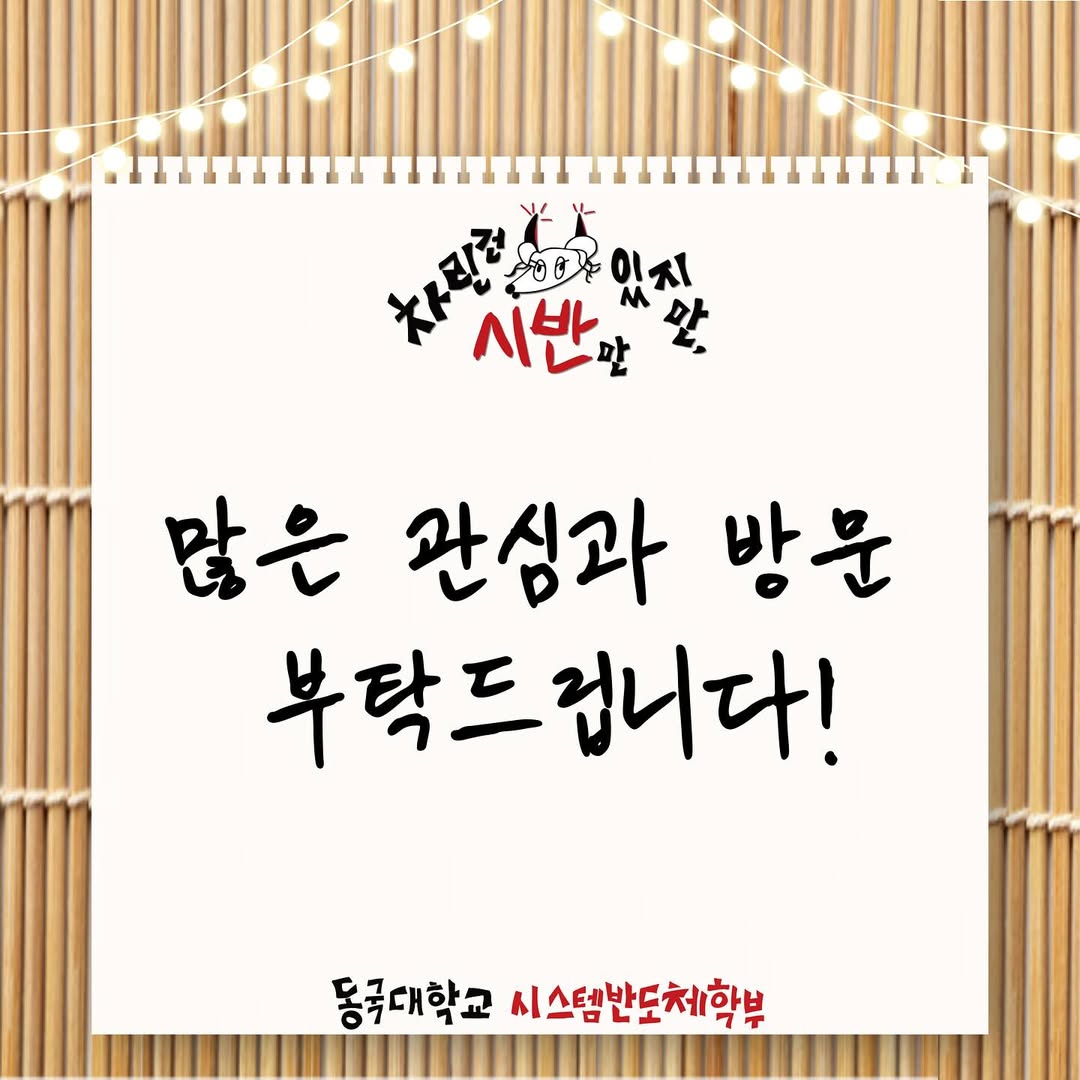 차린건 있지만,
시반만
많은 관심과 방문
부탁드립니다!
동국대학교 시스템반도체학부